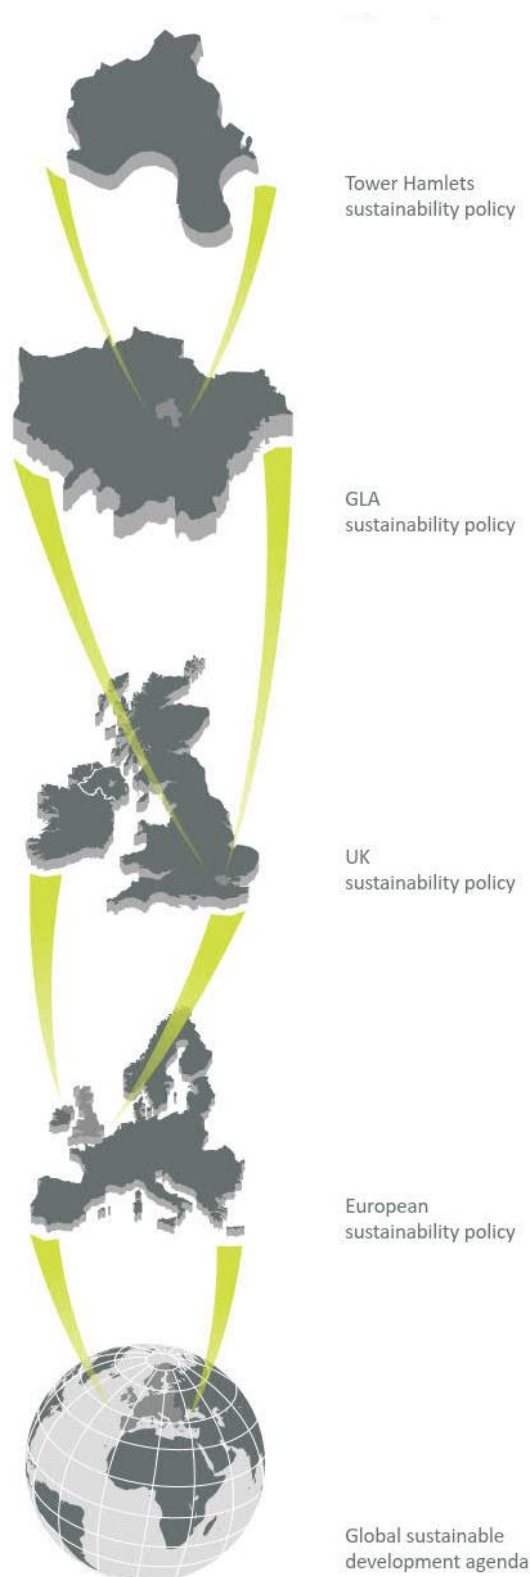 Tower Hamlets
sustainability policy
GLA
sustainability policy
UK
sustainability policy
European
sustainability policy
Global sustainable
development agenda